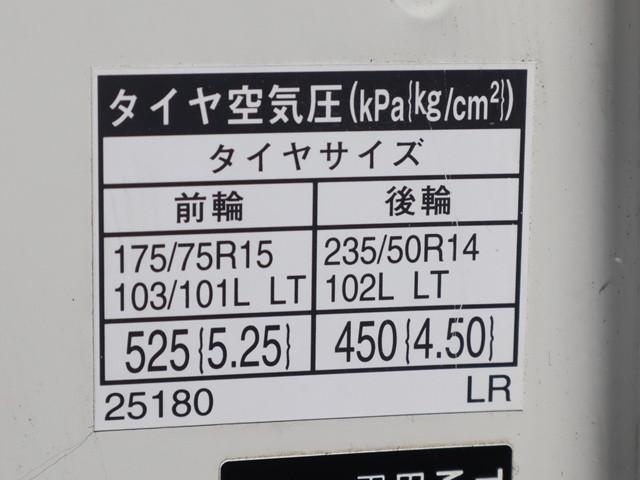 タイヤ空気圧(kPa{kg/cm²})
タイヤサイズ
前輪 後輪
175/75R15 235/50R14
103/101L LT 102L LT
525{5.25} 450{4.50}
25180 LR